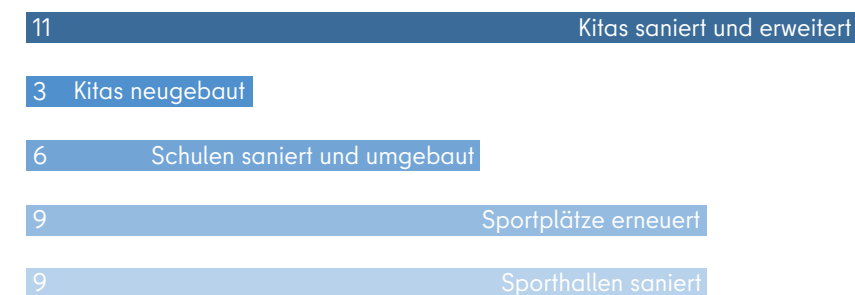 11 Kitas saniert und erweitert
3 Kitas neugebaut
6 Schulen saniert und umgebaut
9 Sportplätze erneuert
9 Sporthallen saniert